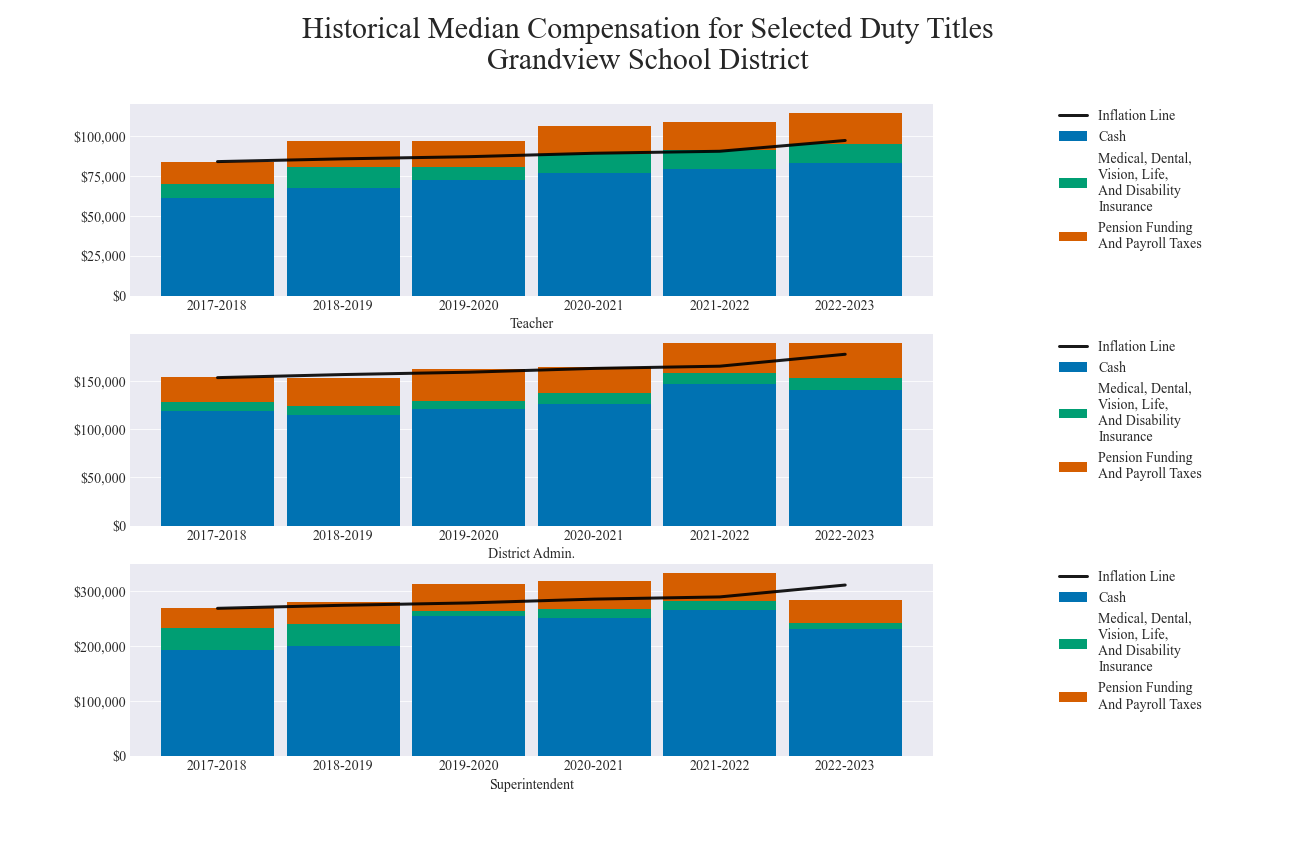 Historical Median Compensation for Selected Duty Titles
Grandview School District
$100,000
$75,000
$50,000
$25,000
$0
2017-2018 2018-2019 2019-2020 2020-2021 2021-2022 2022-2023
Teacher
Inflation Line
Cash
Medical, Dental,
Vision, Life,
And Disability
Insurance
Pension Funding
And Payroll Taxes
$150,000
$100,000
$50,000
$0
2017-2018 2018-2019 2019-2020 2020-2021 2021-2022 2022-2023
District Admin.
Inflation Line
Cash
Medical, Dental,
Vision, Life,
And Disability
Insurance
Pension Funding
And Payroll Taxes
$300,000
$200,000
$100,000
$0
2017-2018 2018-2019 2019-2020 2020-2021 2021-2022 2022-2023
Superintendent
Inflation Line
Cash
Medical, Dental,
Vision, Life,
And Disability
Insurance
Pension Funding
And Payroll Taxes